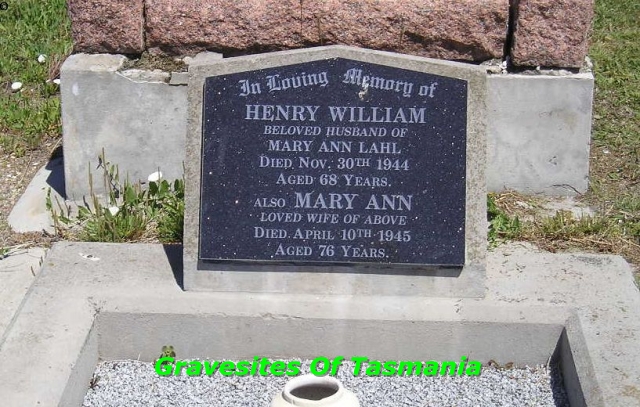 In Loving Memory of
HENRY WILLIAM
BELOVED HUSBAND OF
MARY ANN LAHL
DIED NOV. 30TH 1944
AGED 68 YEARS.
ALSO MARY ANN
LOVED WIFE OF ABOVE
DIED APRIL 10TH 1945
AGED 76 YEARS.
Gravesites Of Tasmania